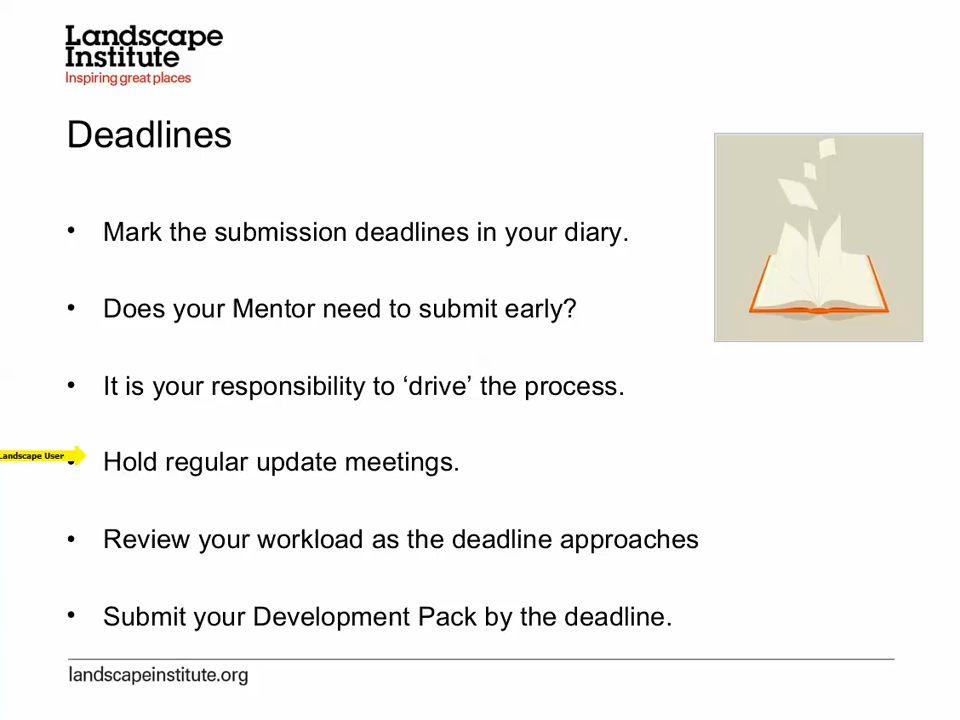 Landscape
Institute
Inspiring great places
Deadlines
• Mark the submission deadlines in your diary.
• Does your Mentor need to submit early?
• It is your responsibility to ‘drive’ the process.
Landscape User
• Hold regular update meetings.
• Review your workload as the deadline approaches
• Submit your Development Pack by the deadline.
landscapeinstitute.org